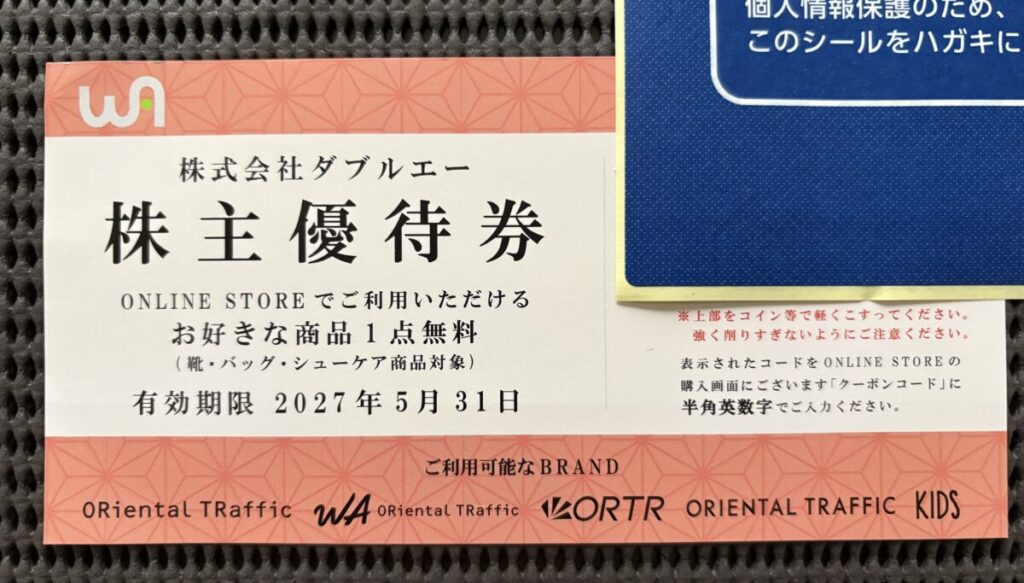 個人情報保護のため、
このシールをハガキに
WA
株式会社ダブルエー
株主優待券
ONLINE STOREでご利用いただける
お好きな商品1点無料
(靴・バッグ・シューケア商品対象)
有効期限 2027年5月31日
※上部をコイン等で軽くこすってください。
強く削りすぎないようにご注意ください。
表示されたコードをONLINE STOREの
購入画面にございます「クーポンコード」に
半角英数字でご入力ください。
ご利用可能なBRAND
ORiental TRaffic WA ORiental TRaffic ORTR ORIENTAL TRAFFIC KIDS